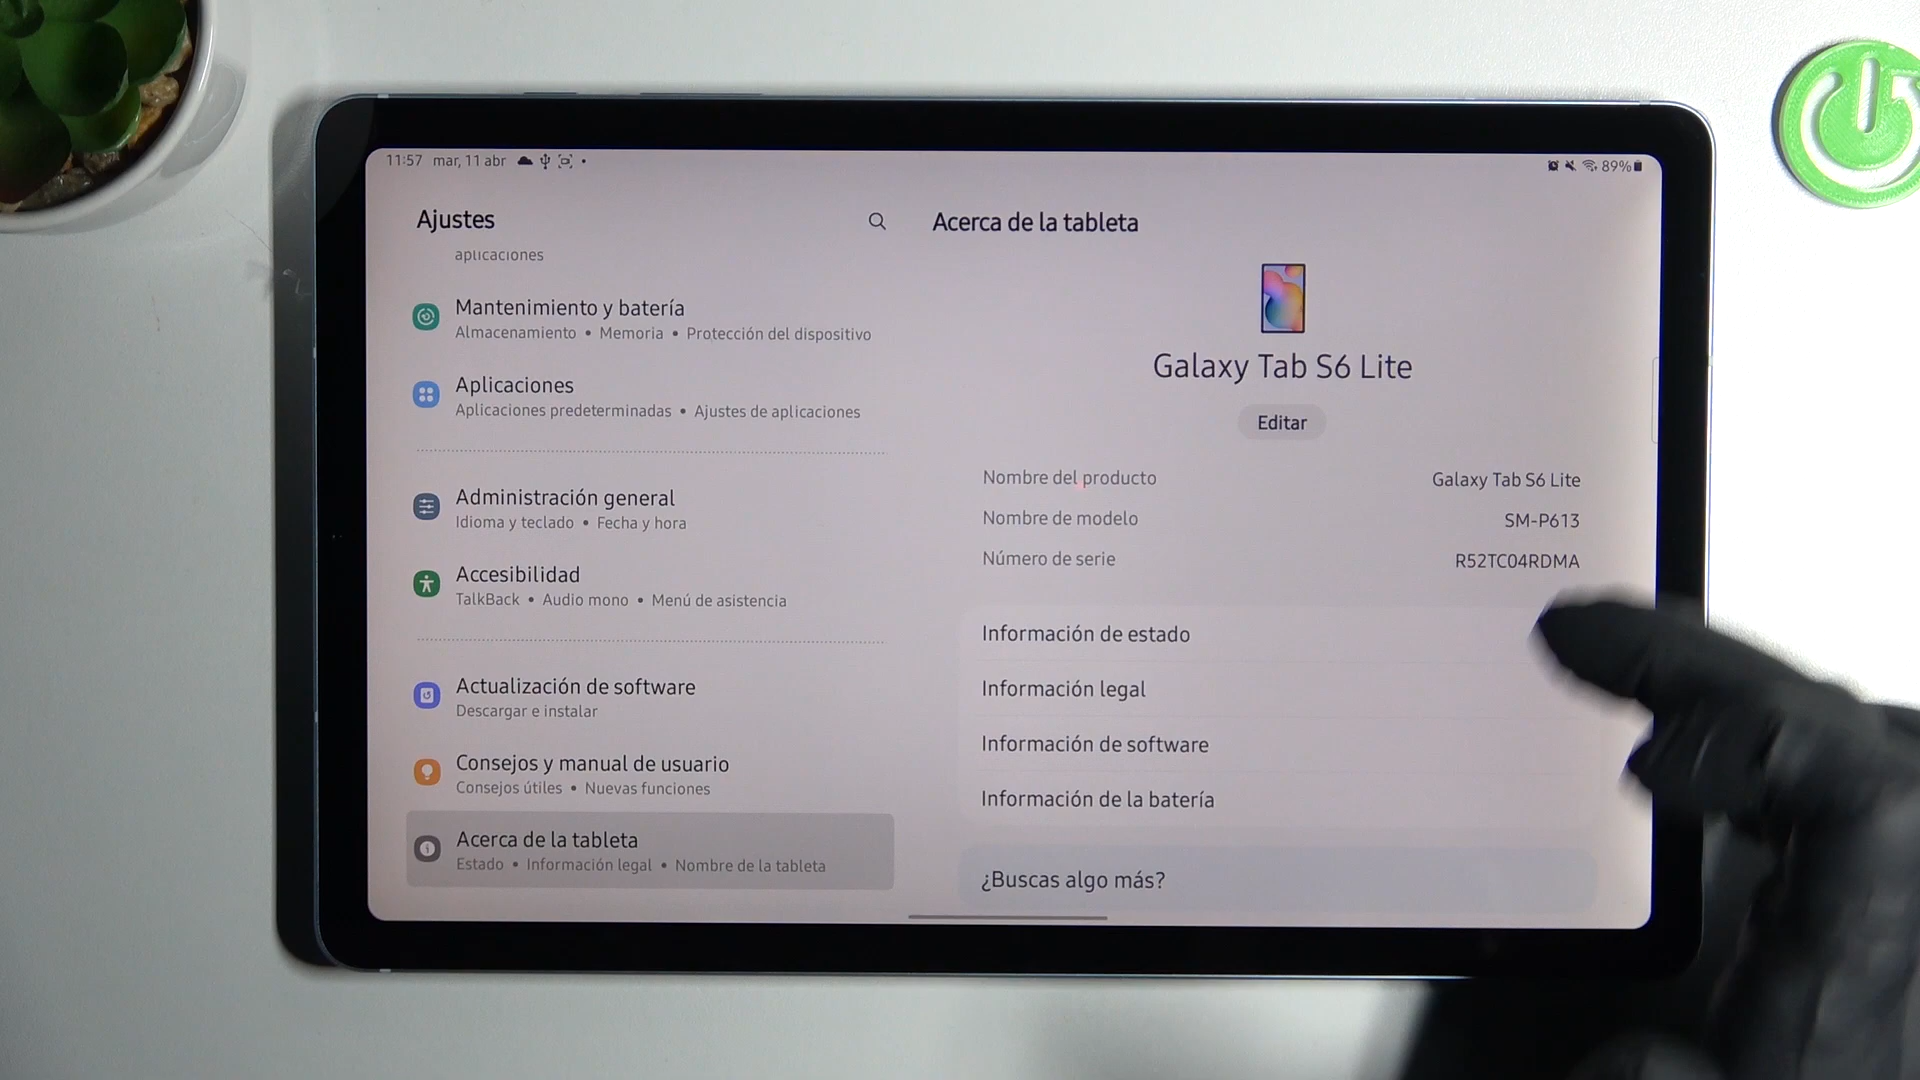 11:57 mar, 11 abr
89%
Ajustes
aplicaciones
Mantenimiento y batería
Almacenamiento • Memoria • Protección del dispositivo
Aplicaciones
Aplicaciones predeterminadas • Ajustes de aplicaciones
Administración general
Idioma y teclado • Fecha y hora
Accesibilidad
TalkBack • Audio mono • Menú de asistencia
Actualización de software
Descargar e instalar
Consejos y manual de usuario
Consejos útiles • Nuevas funciones
Acerca de la tableta
Estado • Información legal • Nombre de la tableta
Acerca de la tableta
Galaxy Tab S6 Lite
Editar
Nombre del producto Galaxy Tab S6 Lite
Nombre de modelo SM-P613
Número de serie R52TC04RDMA
Información de estado
Información legal
Información de software
Información de la batería
¿Buscas algo más?